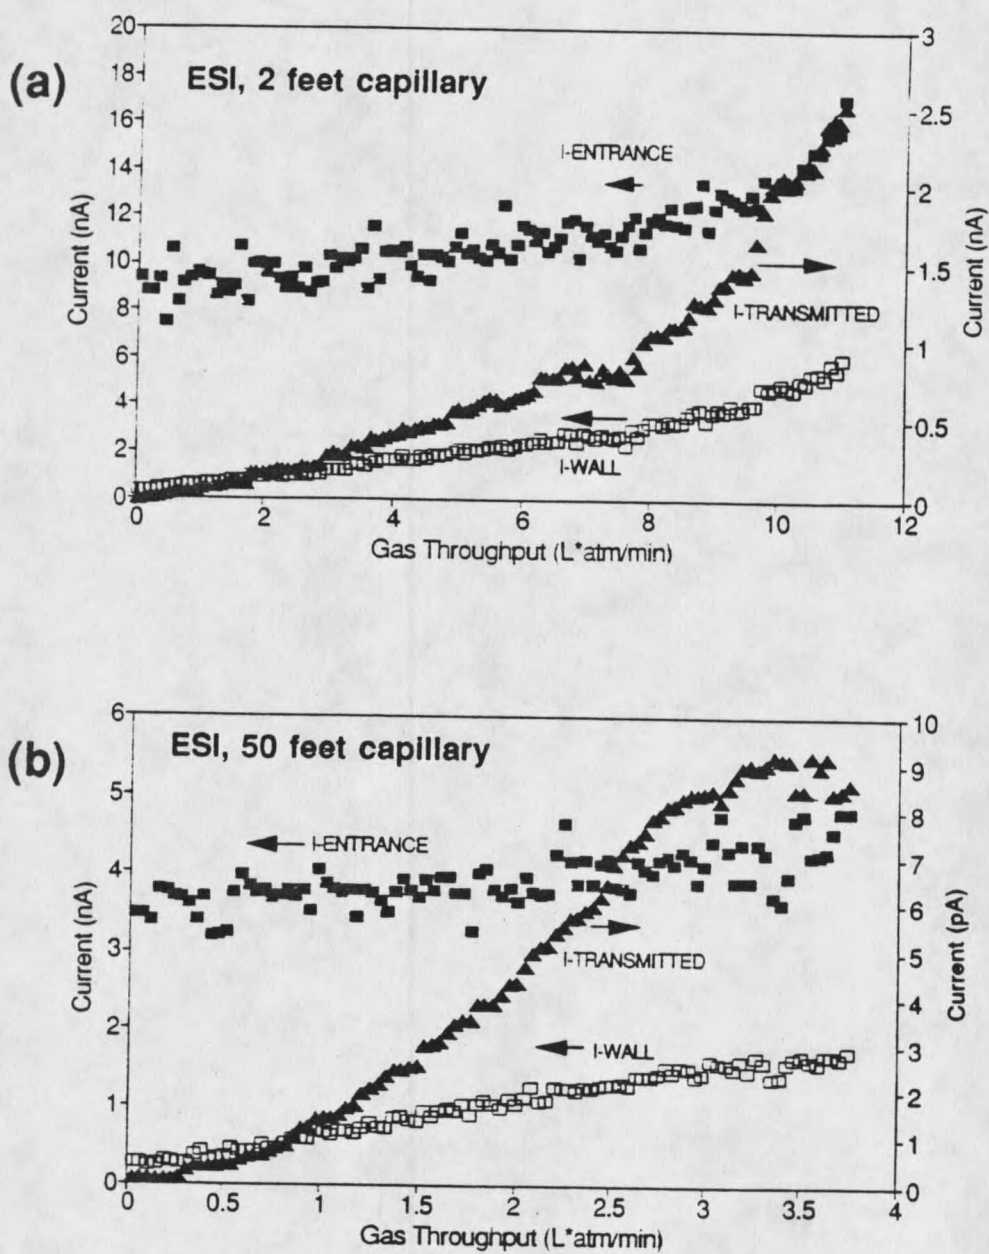 (a)
ESI, 2 feet capillary
20
18
16
14
12
10
8
6
4
2
0
Current (nA)
3
2.5
2
1.5
1
0.5
0
Current (nA)
I-ENTRANCE
I-TRANSMITTED
I-WALL
0 2 4 6 8 10 12
Gas Throughput (L*atm/min)
(b)
ESI, 50 feet capillary
6
5
4
3
2
1
0
Current (nA)
10
9
8
7
6
5
4
3
2
1
0
Current (pA)
I-ENTRANCE
I-TRANSMITTED
I-WALL
0 0.5 1 1.5 2 2.5 3 3.5 4
Gas Throughput (L*atm/min)